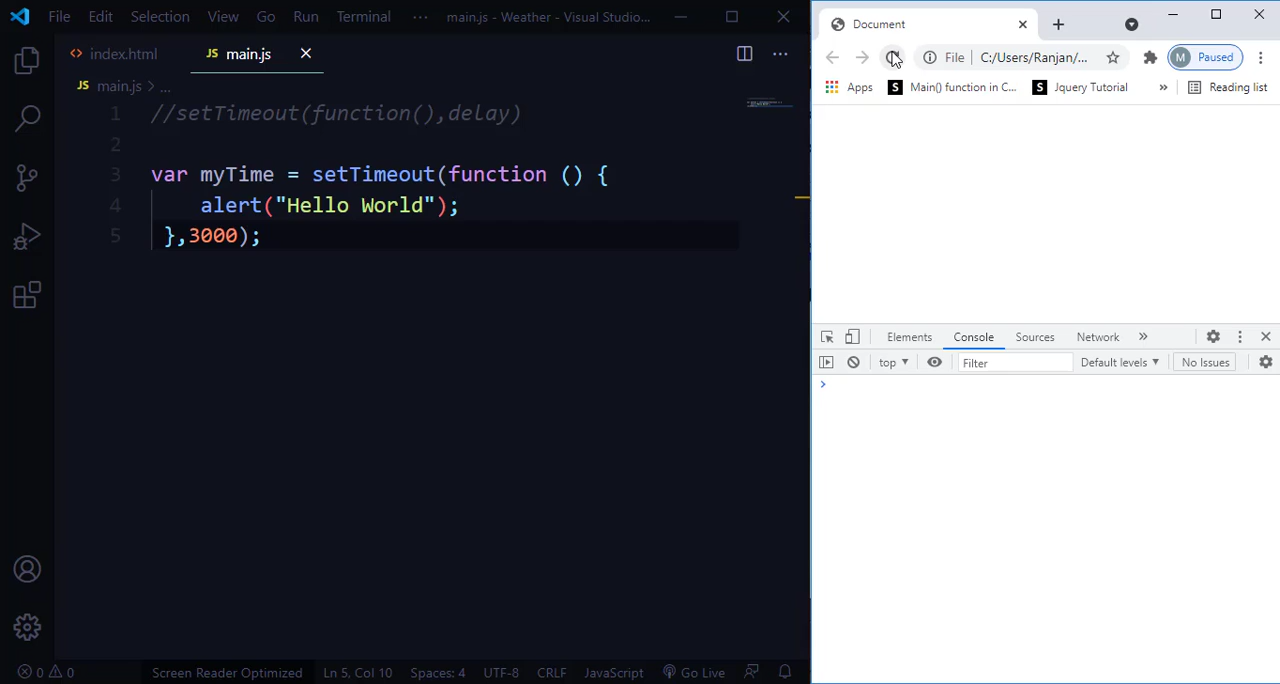 File Edit Selection View Go Run Terminal ··· main.js - Weather - Visual Studio...
index.html
JS main.js
JS main.js > ...
1 //setTimeout(function(),delay)
2
3 var myTime = setTimeout(function () {
4 alert("Hello World");
5 },3000);
0 0 Screen Reader Optimized Ln 5, Col 10 Spaces: 4 UTF-8 CRLF JavaScript Go Live
Document
File C:/Users/Ranjan/... M Paused
Apps S Main() function in C... S Jquery Tutorial » Reading list
Elements Console Sources Network »
top ▼ Filter Default levels ▼ No Issues
>